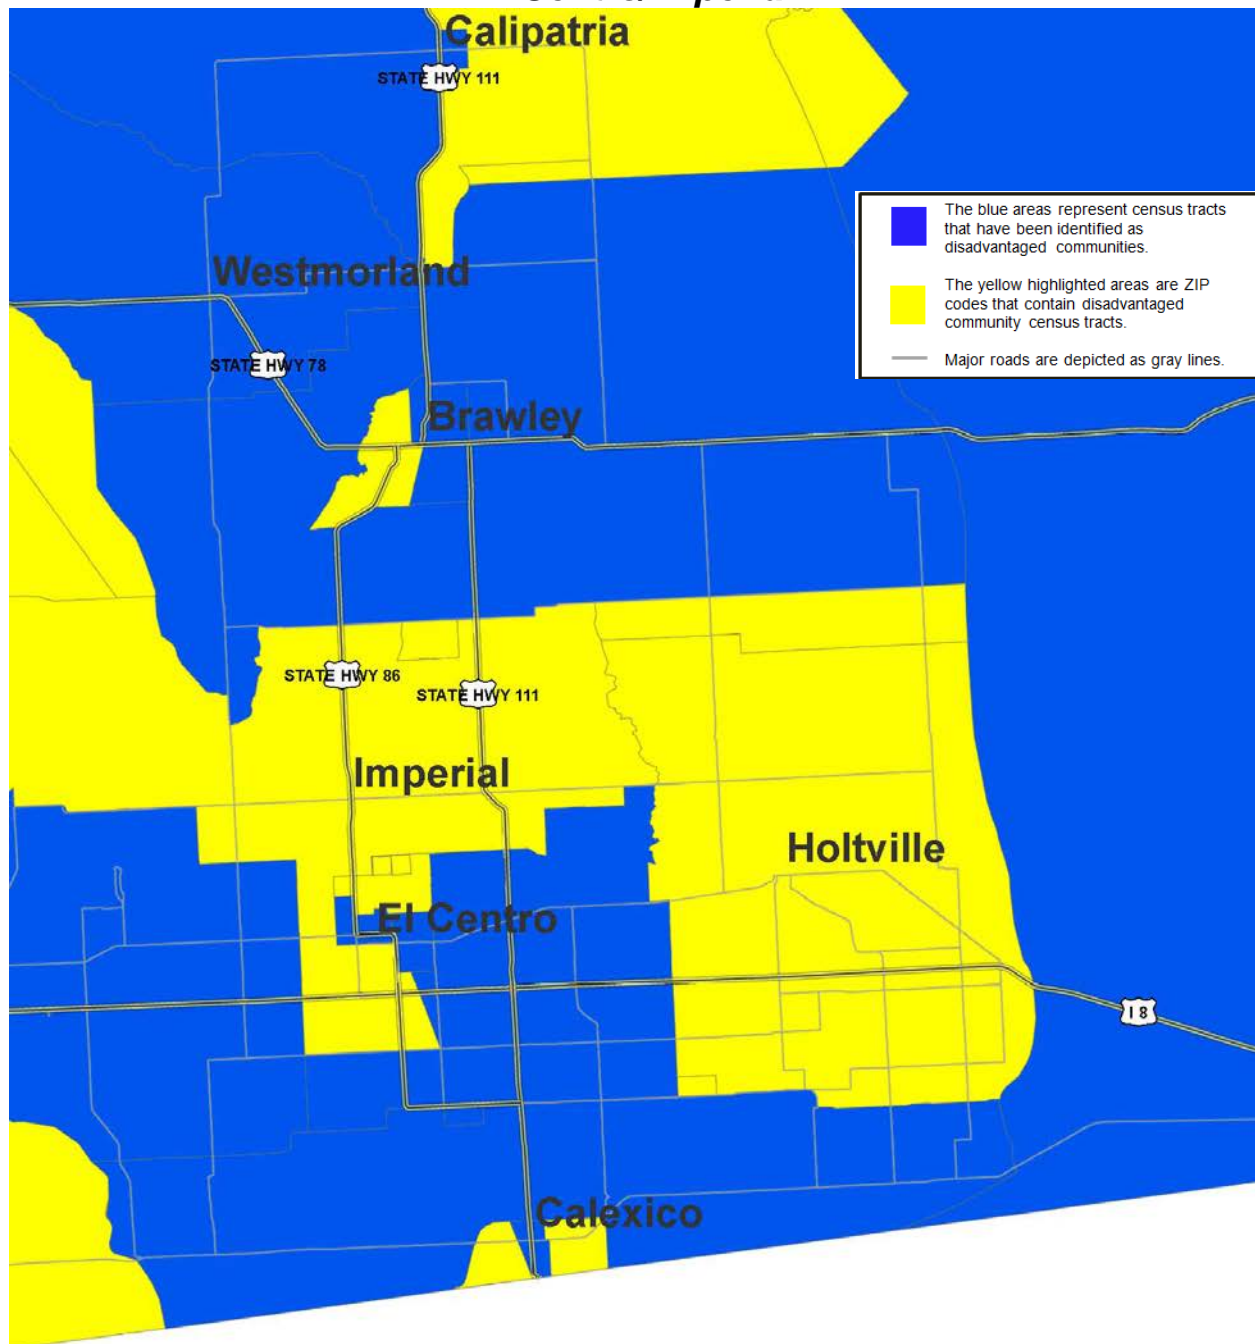 Calipatria
STATE HWY 111
The blue areas represent census tracts
that have been identified as
disadvantaged communities.
Westmorland
The yellow highlighted areas are ZIP
codes that contain disadvantaged
community census tracts.
STATE HWY 78
Major roads are depicted as gray lines.
Brawley
STATE HWY 86
STATE HWY 111
Imperial
Holtville
El Centro
I 8
Calexico